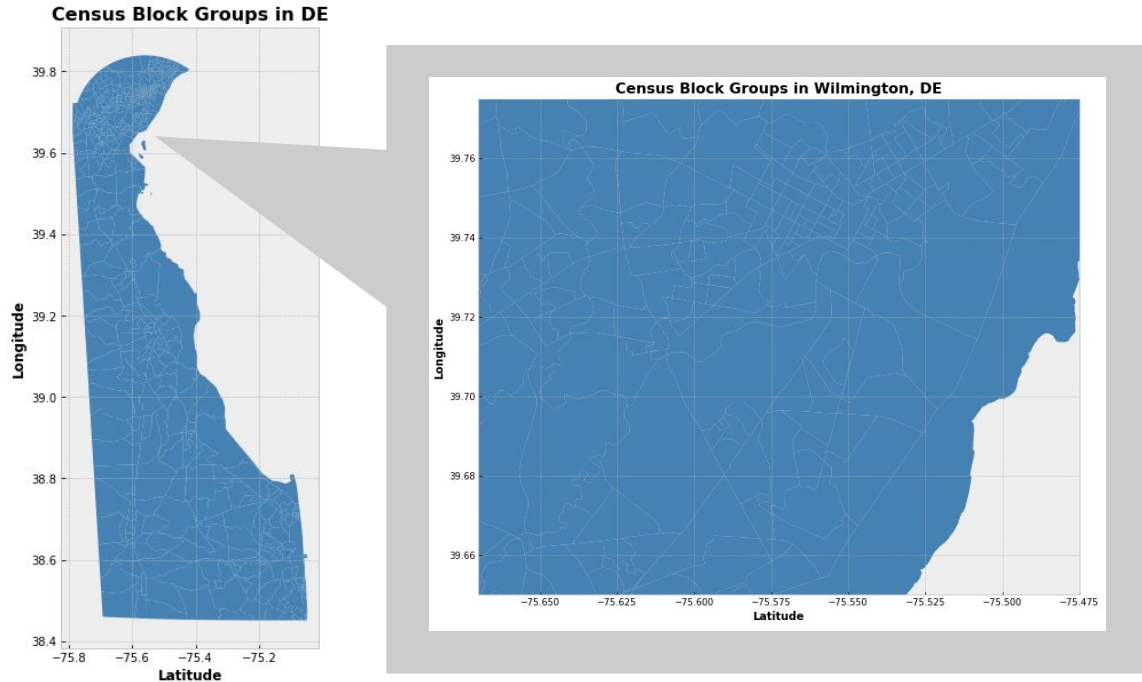 Census Block Groups in DE
39.8
39.6
39.4
39.2
39.0
38.8
38.6
38.4
Longitude
−75.8 −75.6 −75.4 −75.2
Latitude
Census Block Groups in Wilmington, DE
39.76
39.74
39.72
39.70
39.68
39.66
Longitude
−75.650 −75.625 −75.600 −75.575 −75.550 −75.525 −75.500 −75.475
Latitude